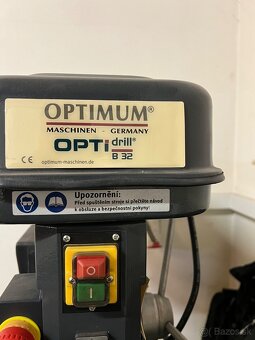 OPTIMUM®
MASCHINEN - GERMANY
OPTi drill®
B 32
CE optimum-maschinen.de
Upozornění:
Před spuštěním stroje si přečtěte návod
k obsluze a bezpečnostní pokyny!
O
I
Bazoš.sk